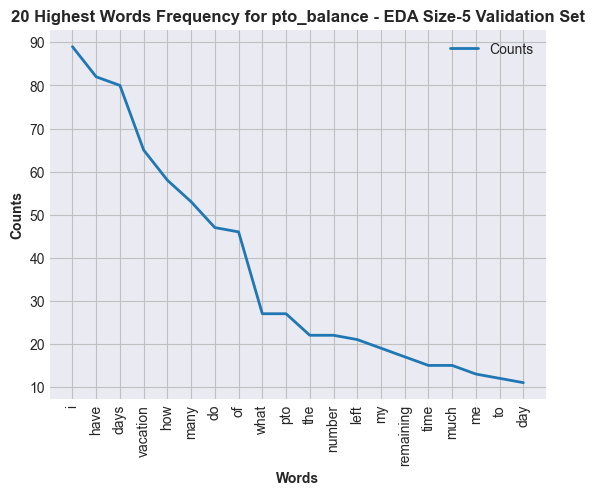 20 Highest Words Frequency for pto_balance - EDA Size-5 Validation Set
Counts
90
80
70
60
50
40
30
20
10
Counts
i
have
days
vacation
how
many
do
of
what
pto
the
number
left
my
remaining
time
much
me
to
day
Words